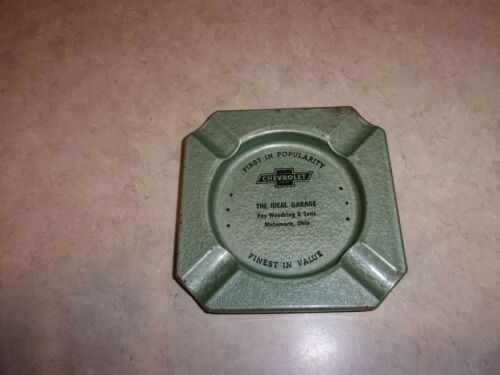 FIRST IN POPULARITY
CHEVROLET
THE IDEAL GARAGE
Fay Woodring & Sons
Metamora, Ohio
FINEST IN VALUE